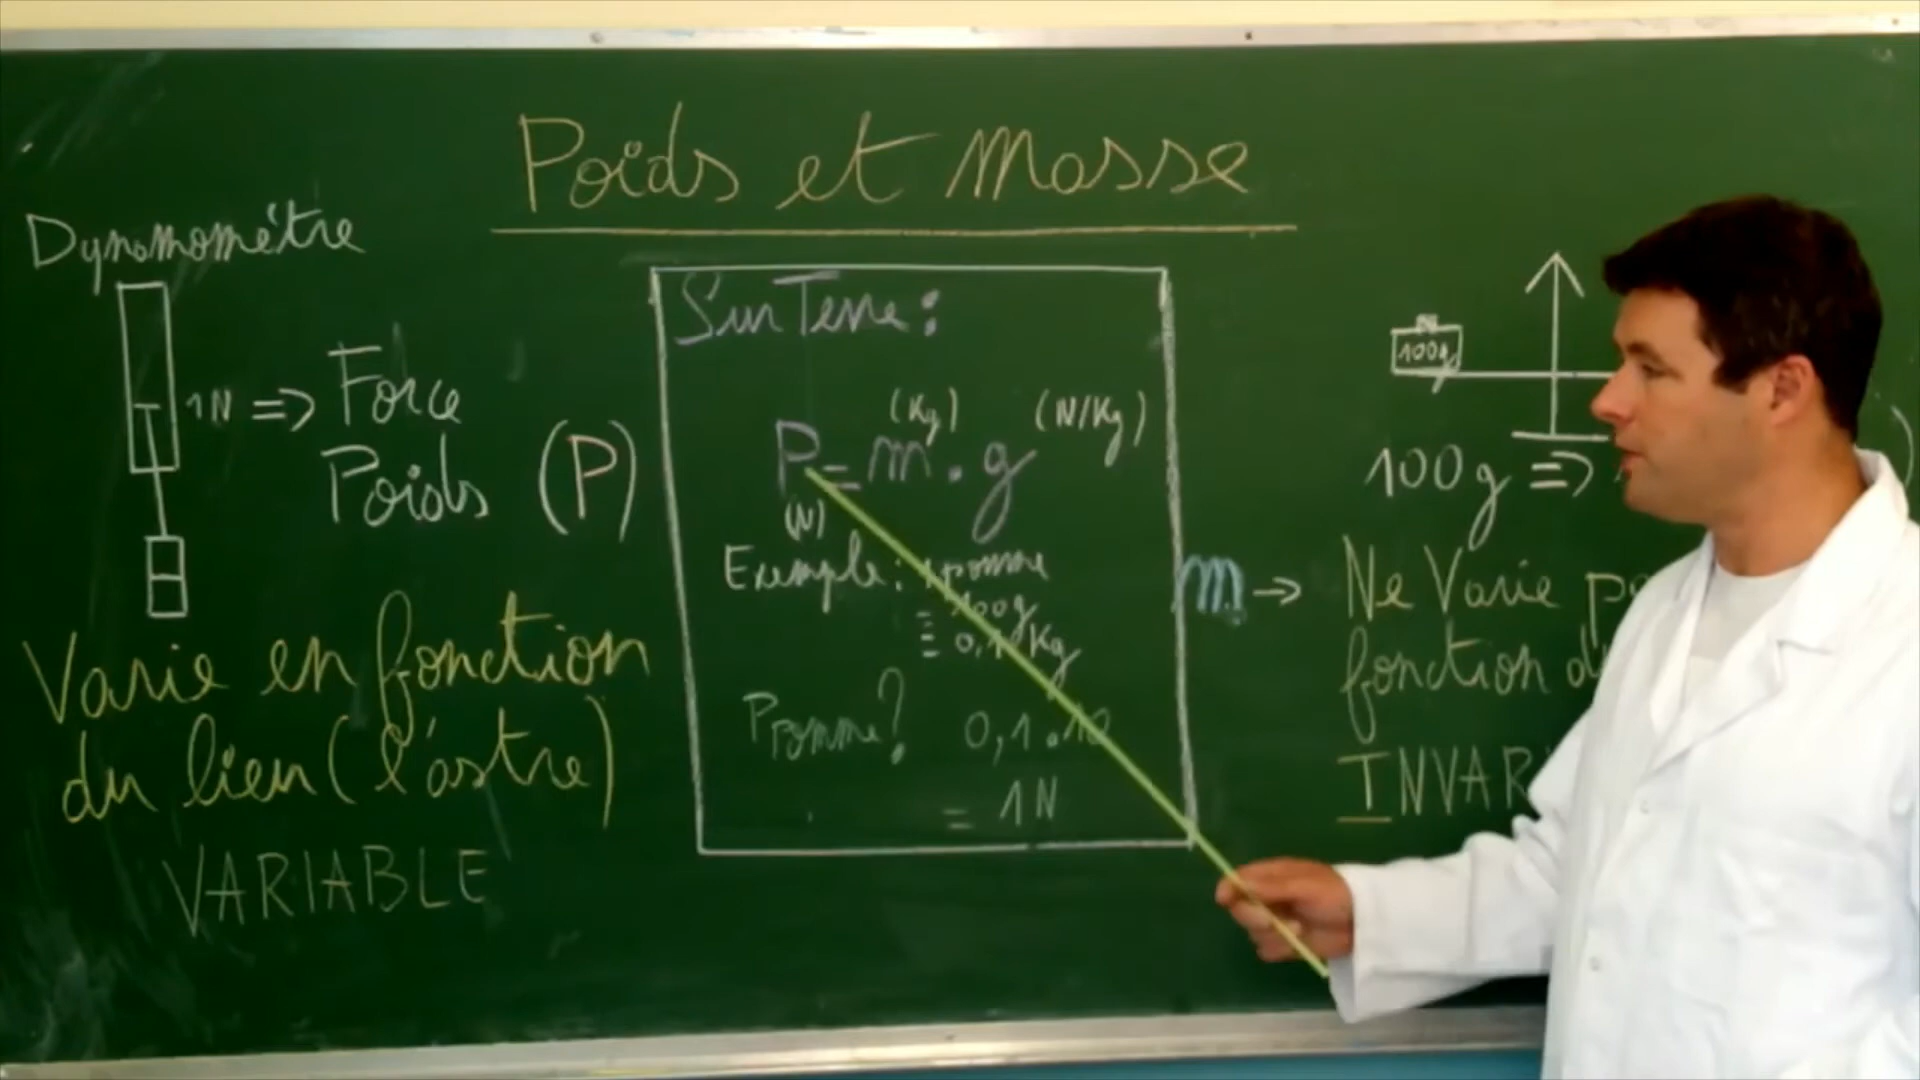 Poids et Masse
Dynamomètre
1N => Force
Poids (P)
Varie en fonction
du lieu (l'astre)
VARIABLE
Sur Terre :
(Kg) (N/Kg)
P = m . g
(N)
Exemple : 1 pomme
≡ 100g
≡ 0,1 Kg
Ppomme? 0,1 . 10
= 1N
100g
100g =>
m → Ne Varie
fonction
INVAR